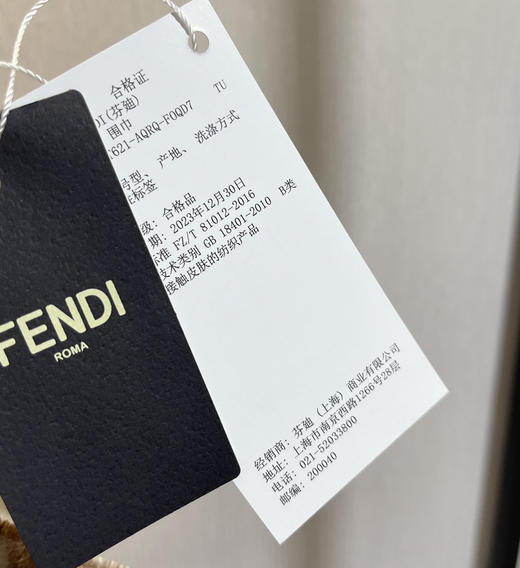 合格证
I(芬迪)
围巾
621-AQRQ-F0QD7 TU
号型、产地、洗涤方式
标签
级: 合格品
期: 2023年12月30日
标准 FZ/T 81012-2016
技术类别 GB 18401-2010 B类
接触皮肤的纺织产品
经销商: 芬廸 (上海) 商业有限公司
地址: 上海市南京西路1266号28层
电话: 021-52033800
邮编: 200040
FENDI
ROMA